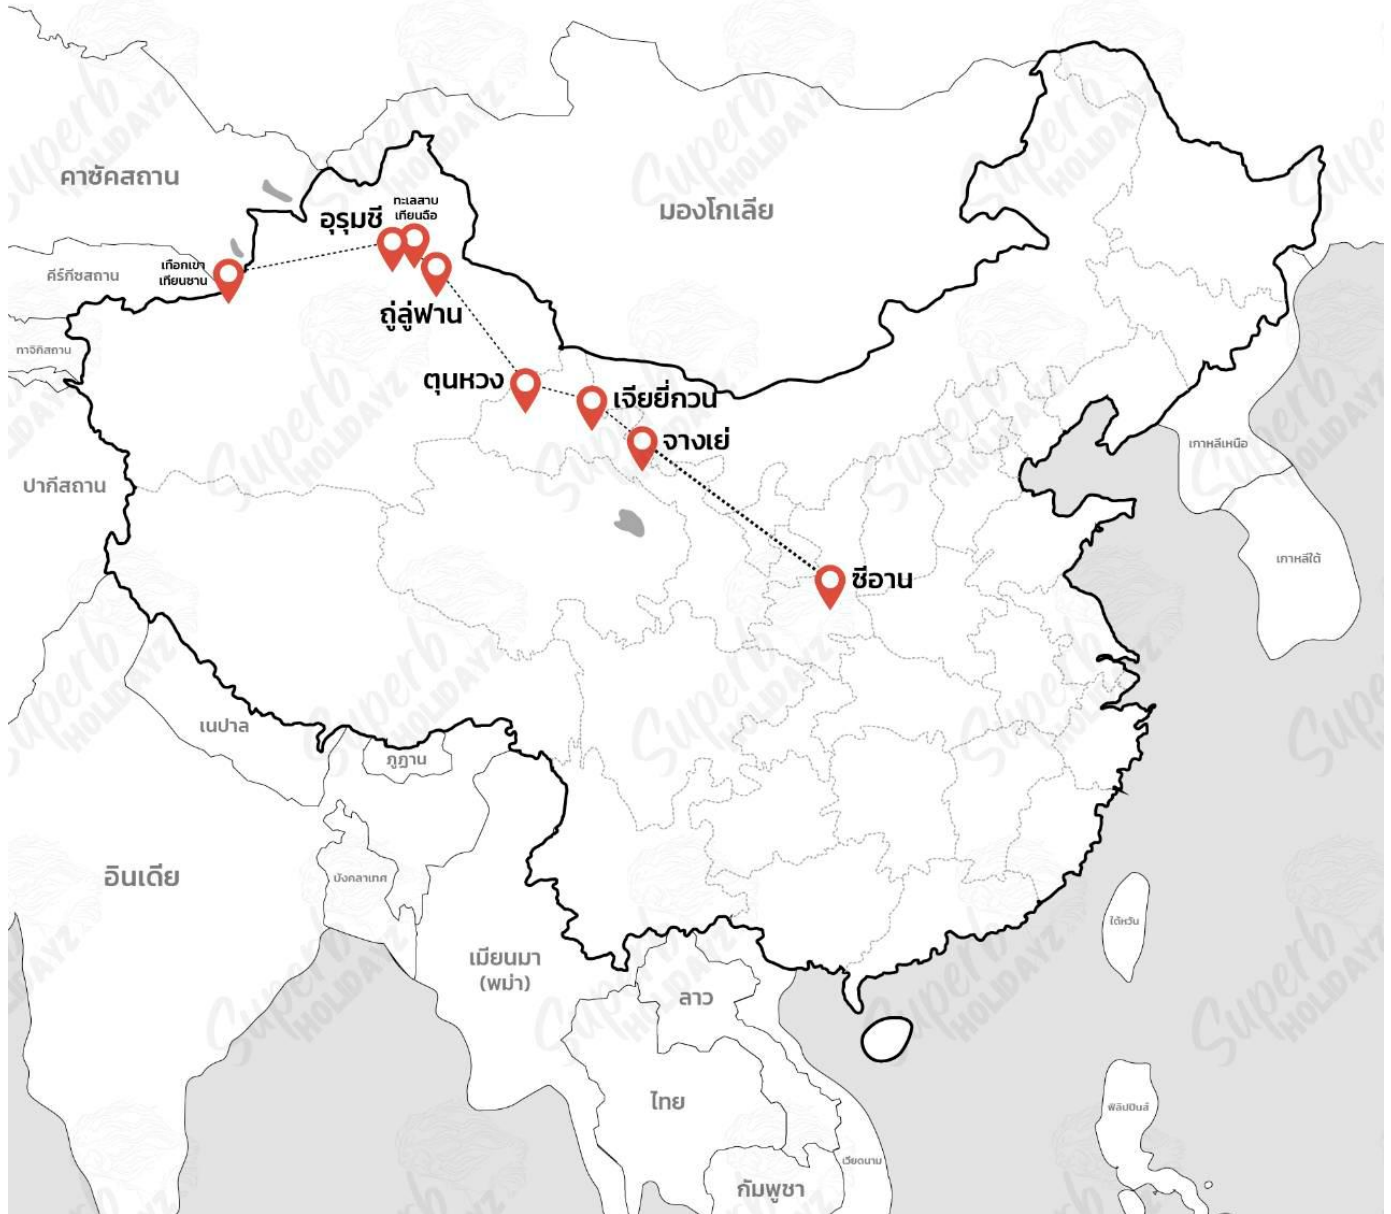 คาซัคสถาน
มองโกเลีย
ทะเลสาบ
เทียนฉือ
อุรุมชี
คีร์กีซสถาน
เทือกเขา
เทียนซาน
ถู่ลู่ฟาน
ทาจิกิสถาน
ตุนหวง
เจียยี่กวน
จางเย่
เกาหลีเหนือ
ปากีสถาน
เกาหลีใต้
ซีอาน
เนปาล
ภูฏาน
อินเดีย
บังคลาเทศ
ใต้หวัน
เมียนมา
(พม่า)
ลาว
ไทย
ฟิลิปปินส์
เวียดนาม
กัมพูชา
Superb
HOLIDAYZ